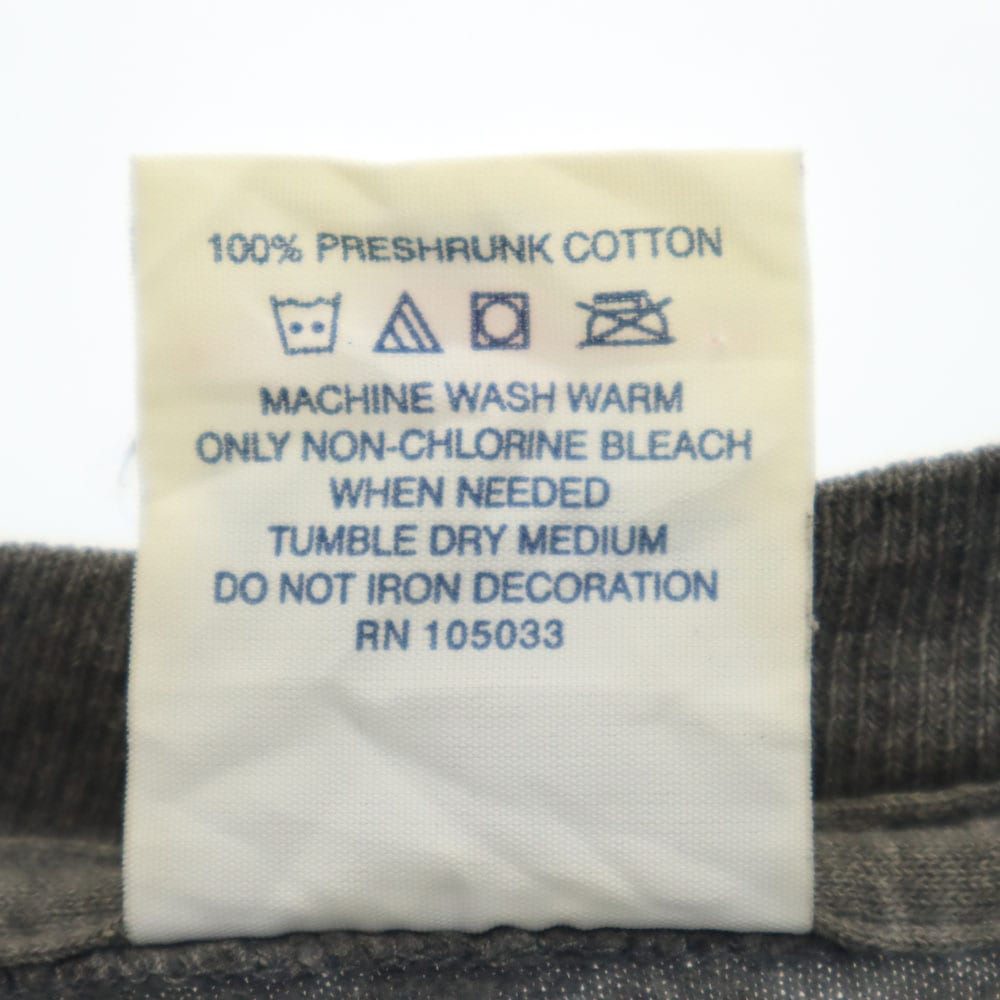 100% PRESHRUNK COTTON
MACHINE WASH WARM
ONLY NON-CHLORINE BLEACH
WHEN NEEDED
TUMBLE DRY MEDIUM
DO NOT IRON DECORATION
RN 105033